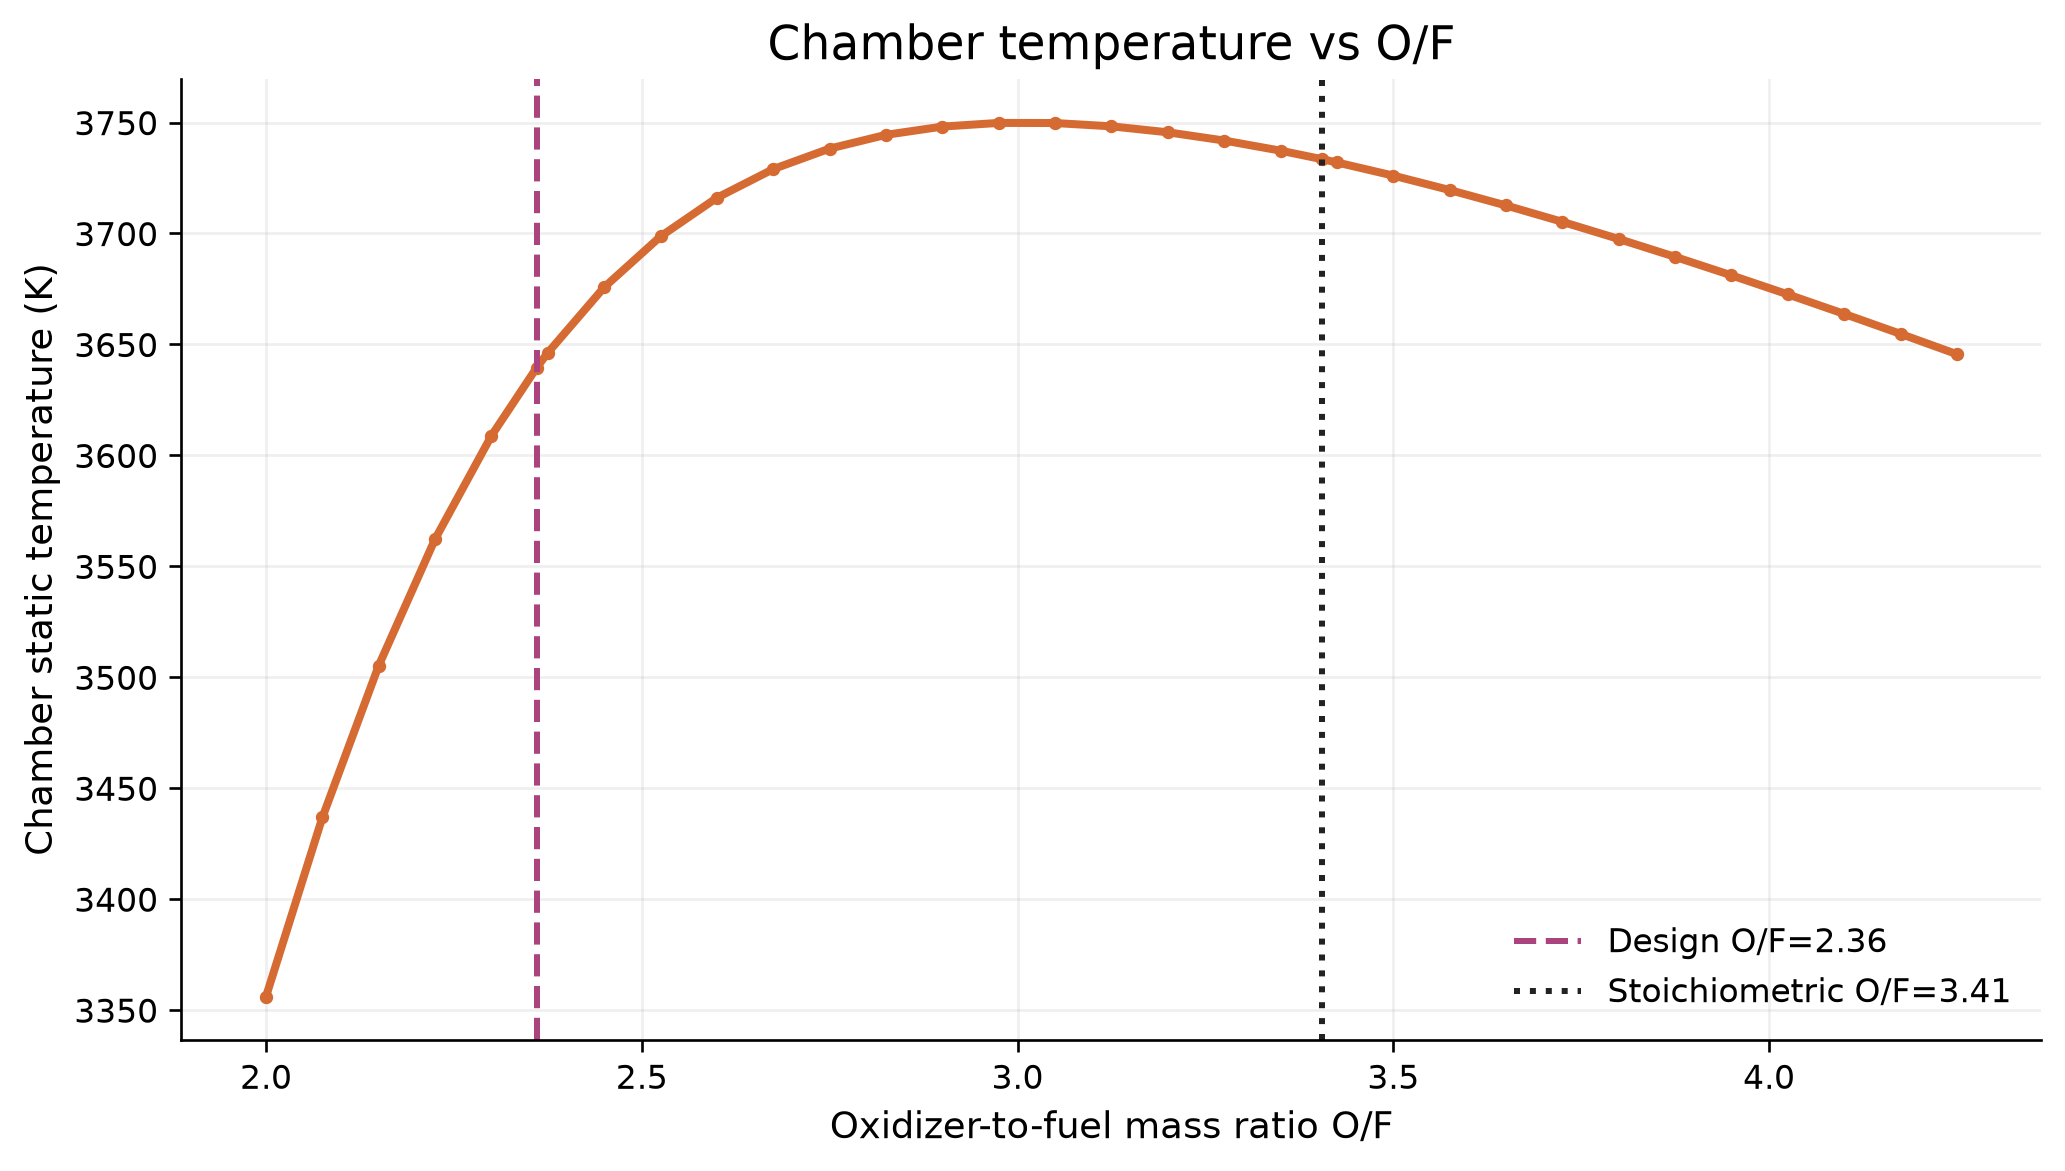 Chamber temperature vs O/F
Chamber static temperature (K)
3750
3700
3650
3600
3550
3500
3450
3400
3350
2.0 2.5 3.0 3.5 4.0
Oxidizer-to-fuel mass ratio O/F
Design O/F=2.36
Stoichiometric O/F=3.41